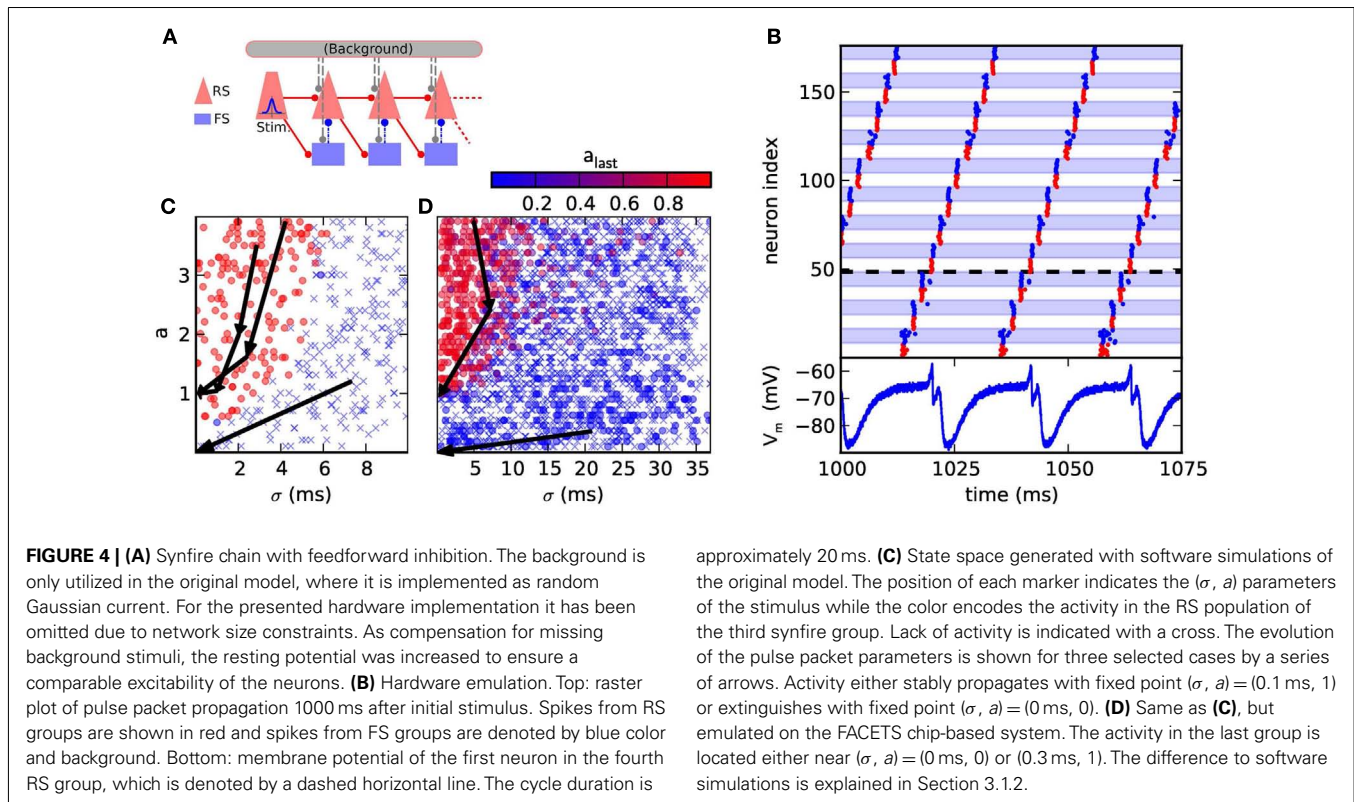 A
(Background)
RS
FS
Stim.
a_last
0.2 0.4 0.6 0.8
C
3
2
1
a
2 4 6 8
σ (ms)
D
5 10 15 20 25 30 35
σ (ms)
B
150
100
50
neuron index
−60
−70
−80
V_m (mV)
1000 1025 1050 1075
time (ms)
FIGURE 4 | (A) Synfire chain with feedforward inhibition. The background is
only utilized in the original model, where it is implemented as random
Gaussian current. For the presented hardware implementation it has been
omitted due to network size constraints. As compensation for missing
background stimuli, the resting potential was increased to ensure a
comparable excitability of the neurons. (B) Hardware emulation. Top: raster
plot of pulse packet propagation 1000 ms after initial stimulus. Spikes from RS
groups are shown in red and spikes from FS groups are denoted by blue color
and background. Bottom: membrane potential of the first neuron in the fourth
RS group, which is denoted by a dashed horizontal line. The cycle duration is
approximately 20 ms. (C) State space generated with software simulations of
the original model. The position of each marker indicates the (σ, a) parameters
of the stimulus while the color encodes the activity in the RS population of
the third synfire group. Lack of activity is indicated with a cross. The evolution
of the pulse packet parameters is shown for three selected cases by a series
of arrows. Activity either stably propagates with fixed point (σ, a) = (0.1 ms, 1)
or extinguishes with fixed point (σ, a) = (0 ms, 0). (D) Same as (C), but
emulated on the FACETS chip-based system. The activity in the last group is
located either near (σ, a) = (0 ms, 0) or (0.3 ms, 1). The difference to software
simulations is explained in Section 3.1.2.